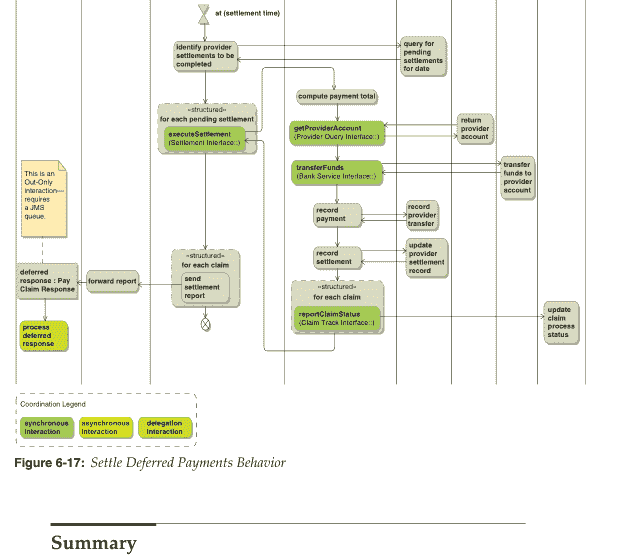 at (settlement time)
identify provider
settlements to be
completed
query for
pending
settlements
for date
«structured»
for each pending settlement
executeSettlement
(Settlement Interface::)
compute payment total
getProviderAccount
(Provider Query Interface::)
return
provider
account
transferFunds
(Bank Service Interface::)
transfer
funds to
provider
account
This is an
Out-Only
interaction—
requires
a JMS
queue.
record
payment
record
provider
transfer
record
settlement
update
provider
settlement
record
«structured»
for each claim
send
settlement
report
forward report
deferred
response : Pay
Claim Response
process
deferred
response
«structured»
for each claim
reportClaimStatus
(Claim Track Interface::)
update
claim
process
status
Coordination Legend
synchronous
interaction
asynchronous
interaction
delegation
interaction
Figure 6-17: Settle Deferred Payments Behavior
Summary